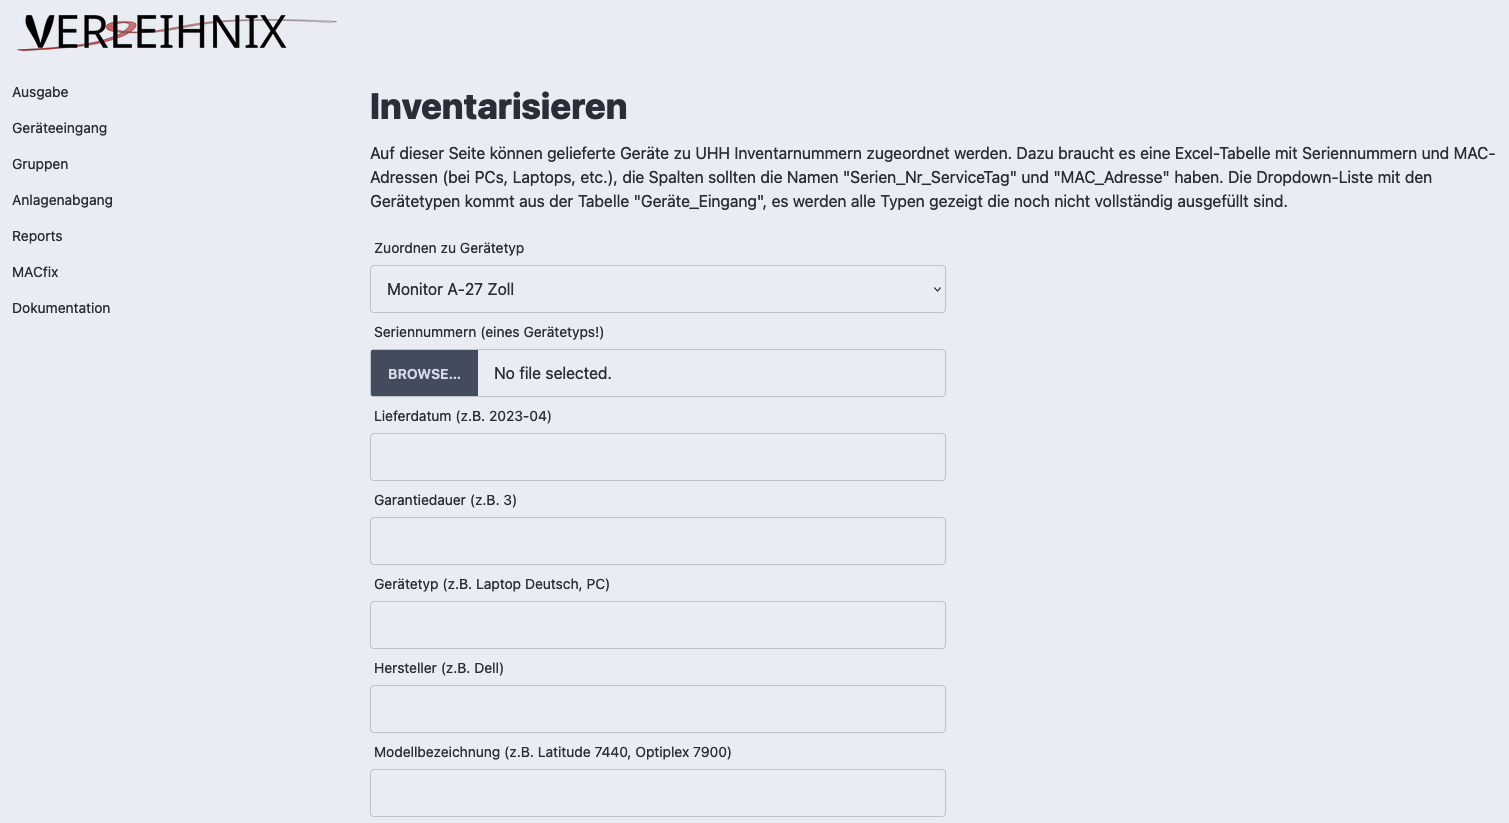 VERLEIHNIX
Ausgabe
Geräteeingang
Gruppen
Anlagenabgang
Reports
MACfix
Dokumentation
Inventarisieren
Auf dieser Seite können gelieferte Geräte zu UHH Inventarnummern zugeordnet werden. Dazu braucht es eine Excel-Tabelle mit Seriennummern und MAC-
Adressen (bei PCs, Laptops, etc.), die Spalten sollten die Namen "Serien_Nr_ServiceTag" und "MAC_Adresse" haben. Die Dropdown-Liste mit den
Gerätetypen kommt aus der Tabelle "Geräte_Eingang", es werden alle Typen gezeigt die noch nicht vollständig ausgefüllt sind.
Zuordnen zu Gerätetyp
Monitor A-27 Zoll
Seriennummern (eines Gerätetyps!)
BROWSE... No file selected.
Lieferdatum (z.B. 2023-04)
Garantiedauer (z.B. 3)
Gerätetyp (z.B. Laptop Deutsch, PC)
Hersteller (z.B. Dell)
Modellbezeichnung (z.B. Latitude 7440, Optiplex 7900)